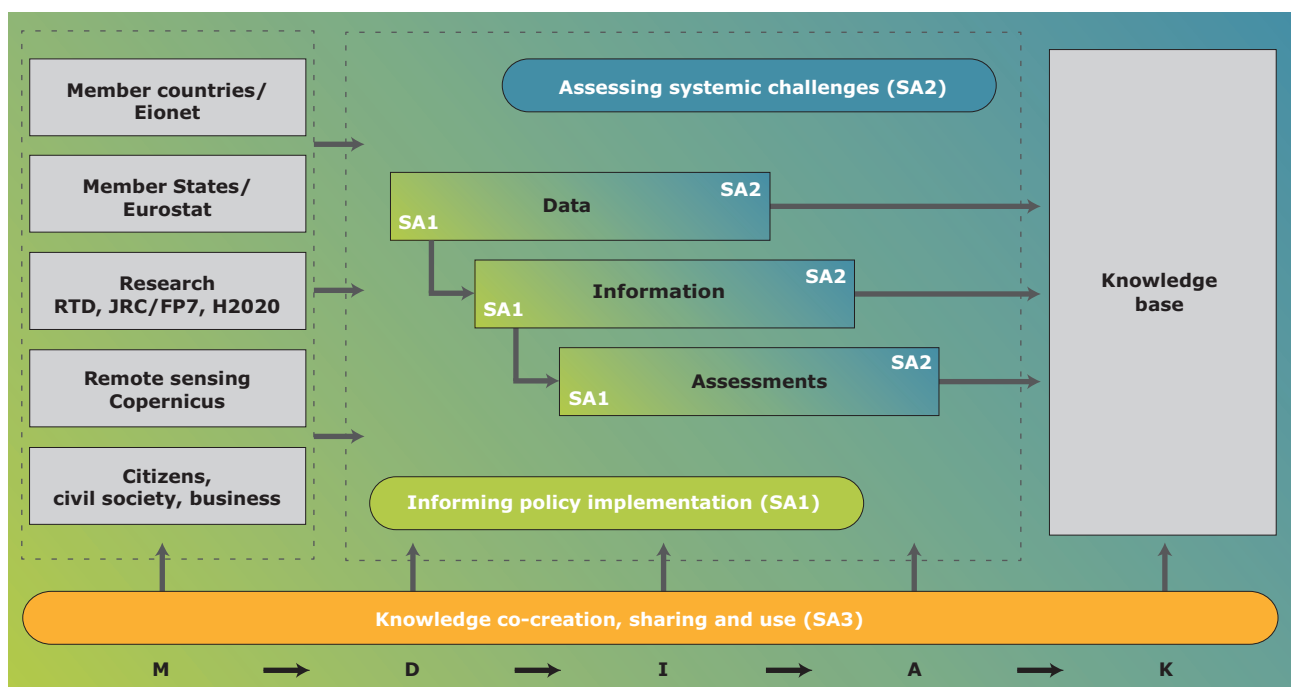 Member countries/
Eionet
Member States/
Eurostat
Research
RTD, JRC/FP7, H2020
Remote sensing
Copernicus
Citizens,
civil society, business
Assessing systemic challenges (SA2)
SA2
Data
SA1
SA2
Information
SA1
SA2
Assessments
SA1
Informing policy implementation (SA1)
Knowledge
base
Knowledge co-creation, sharing and use (SA3)
M D I A K